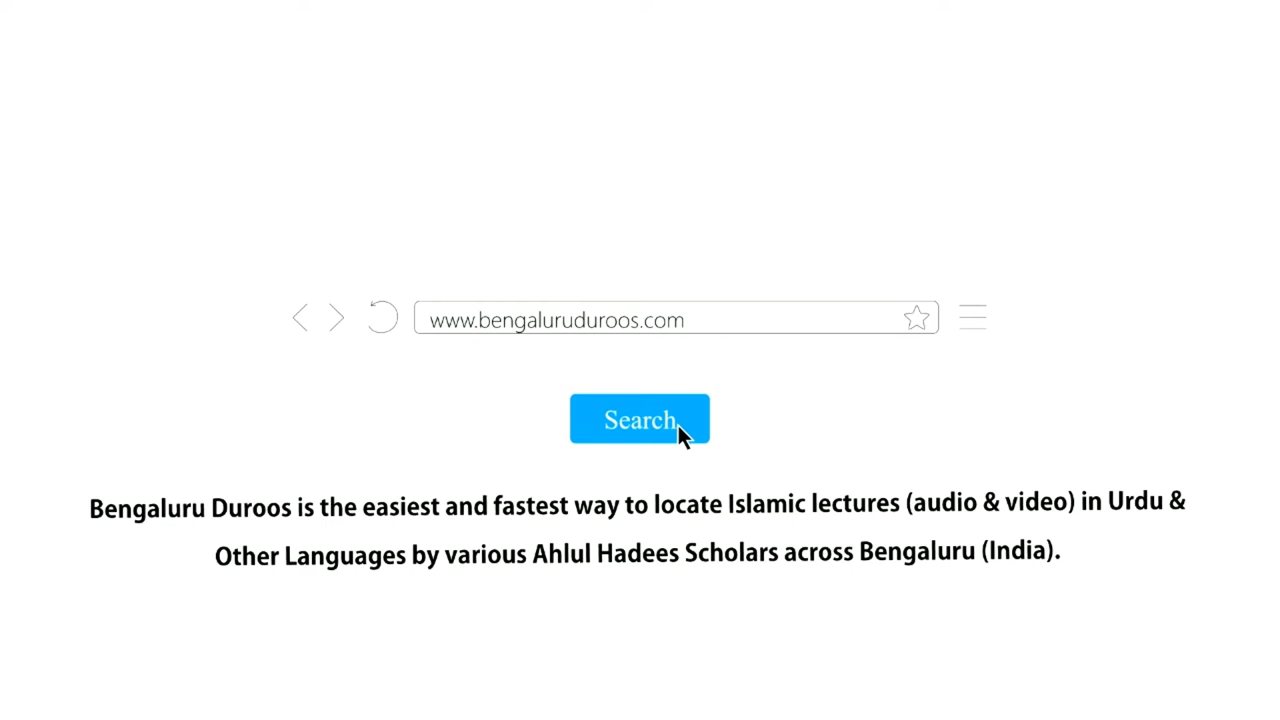 www.bengaluruduroos.com
Search
Bengaluru Duroos is the easiest and fastest way to locate Islamic lectures (audio & video) in Urdu &
Other Languages by various Ahlul Hadees Scholars across Bengaluru (India).